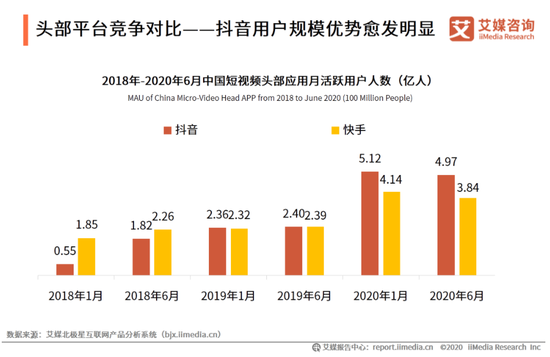 头部平台竞争对比——抖音用户规模优势愈发明显
艾媒咨询
iiMedia Research
2018年-2020年6月中国短视频头部应用月活跃用户人数（亿人）
MAU of China Micro-Video Head APP from 2018 to June 2020 (100 Million People)
抖音 快手
0.55 1.85 1.82 2.26 2.36 2.32 2.40 2.39 5.12 4.14 4.97 3.84
2018年1月 2018年6月 2019年1月 2019年6月 2020年1月 2020年6月
数据来源：艾媒北极星互联网产品分析系统（bjx.iimedia.cn）
艾媒报告中心：report.iimedia.cn ©2020 iiMedia Research Inc